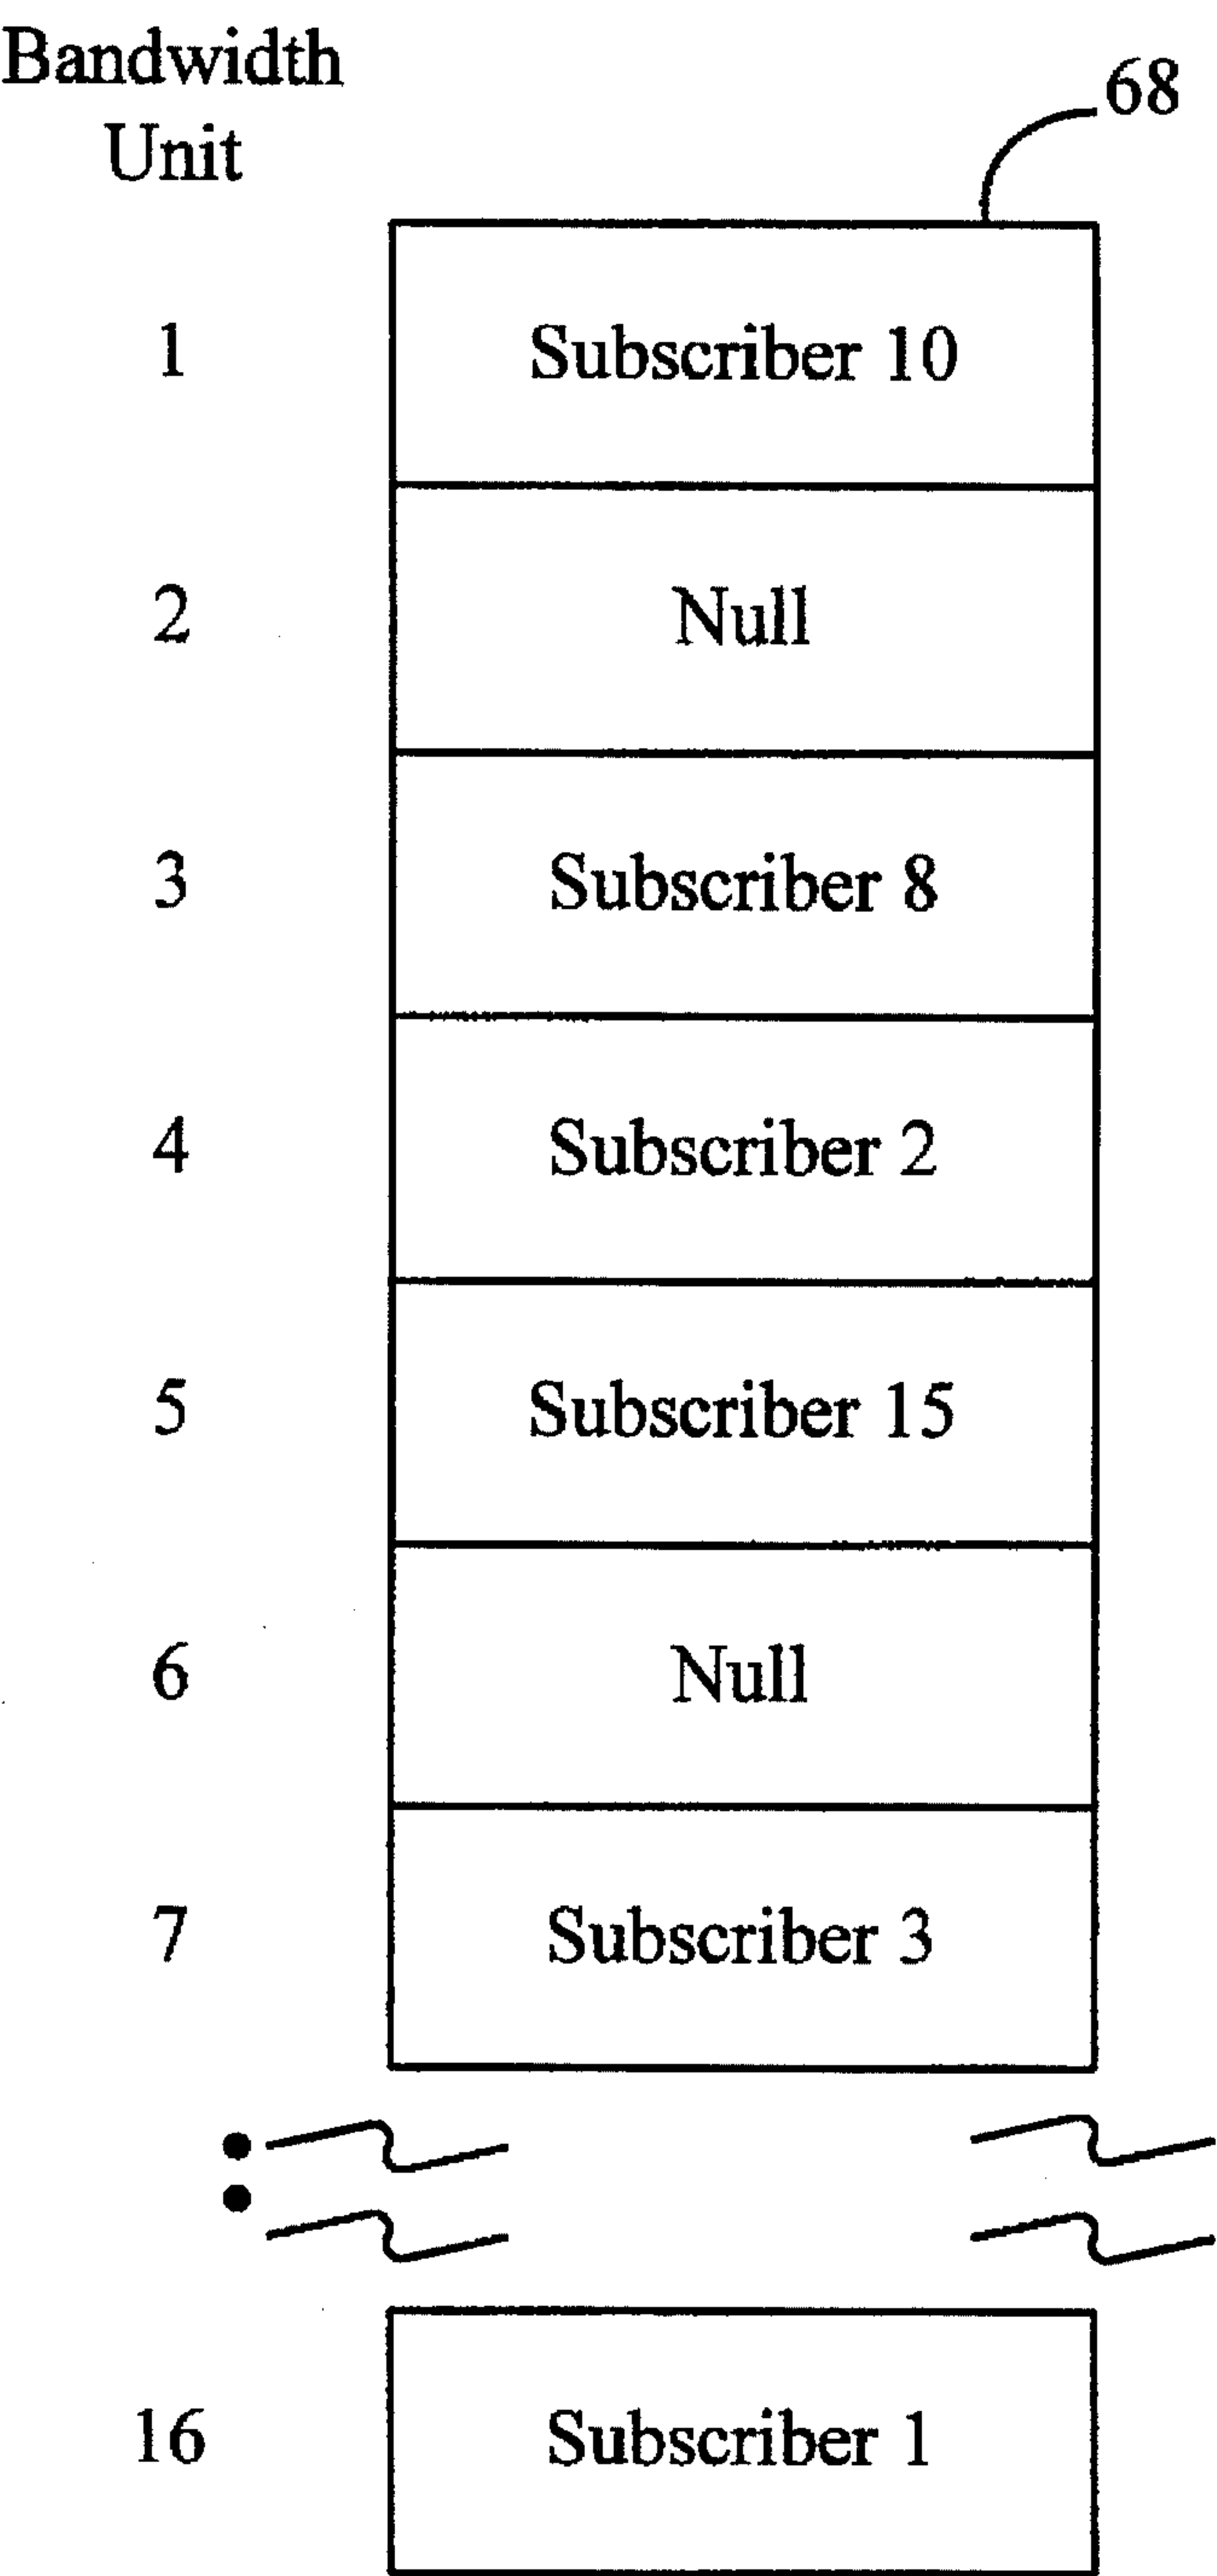 Bandwidth
Unit
68
1 Subscriber 10
2 Null
3 Subscriber 8
4 Subscriber 2
5 Subscriber 15
6 Null
7 Subscriber 3
16 Subscriber 1